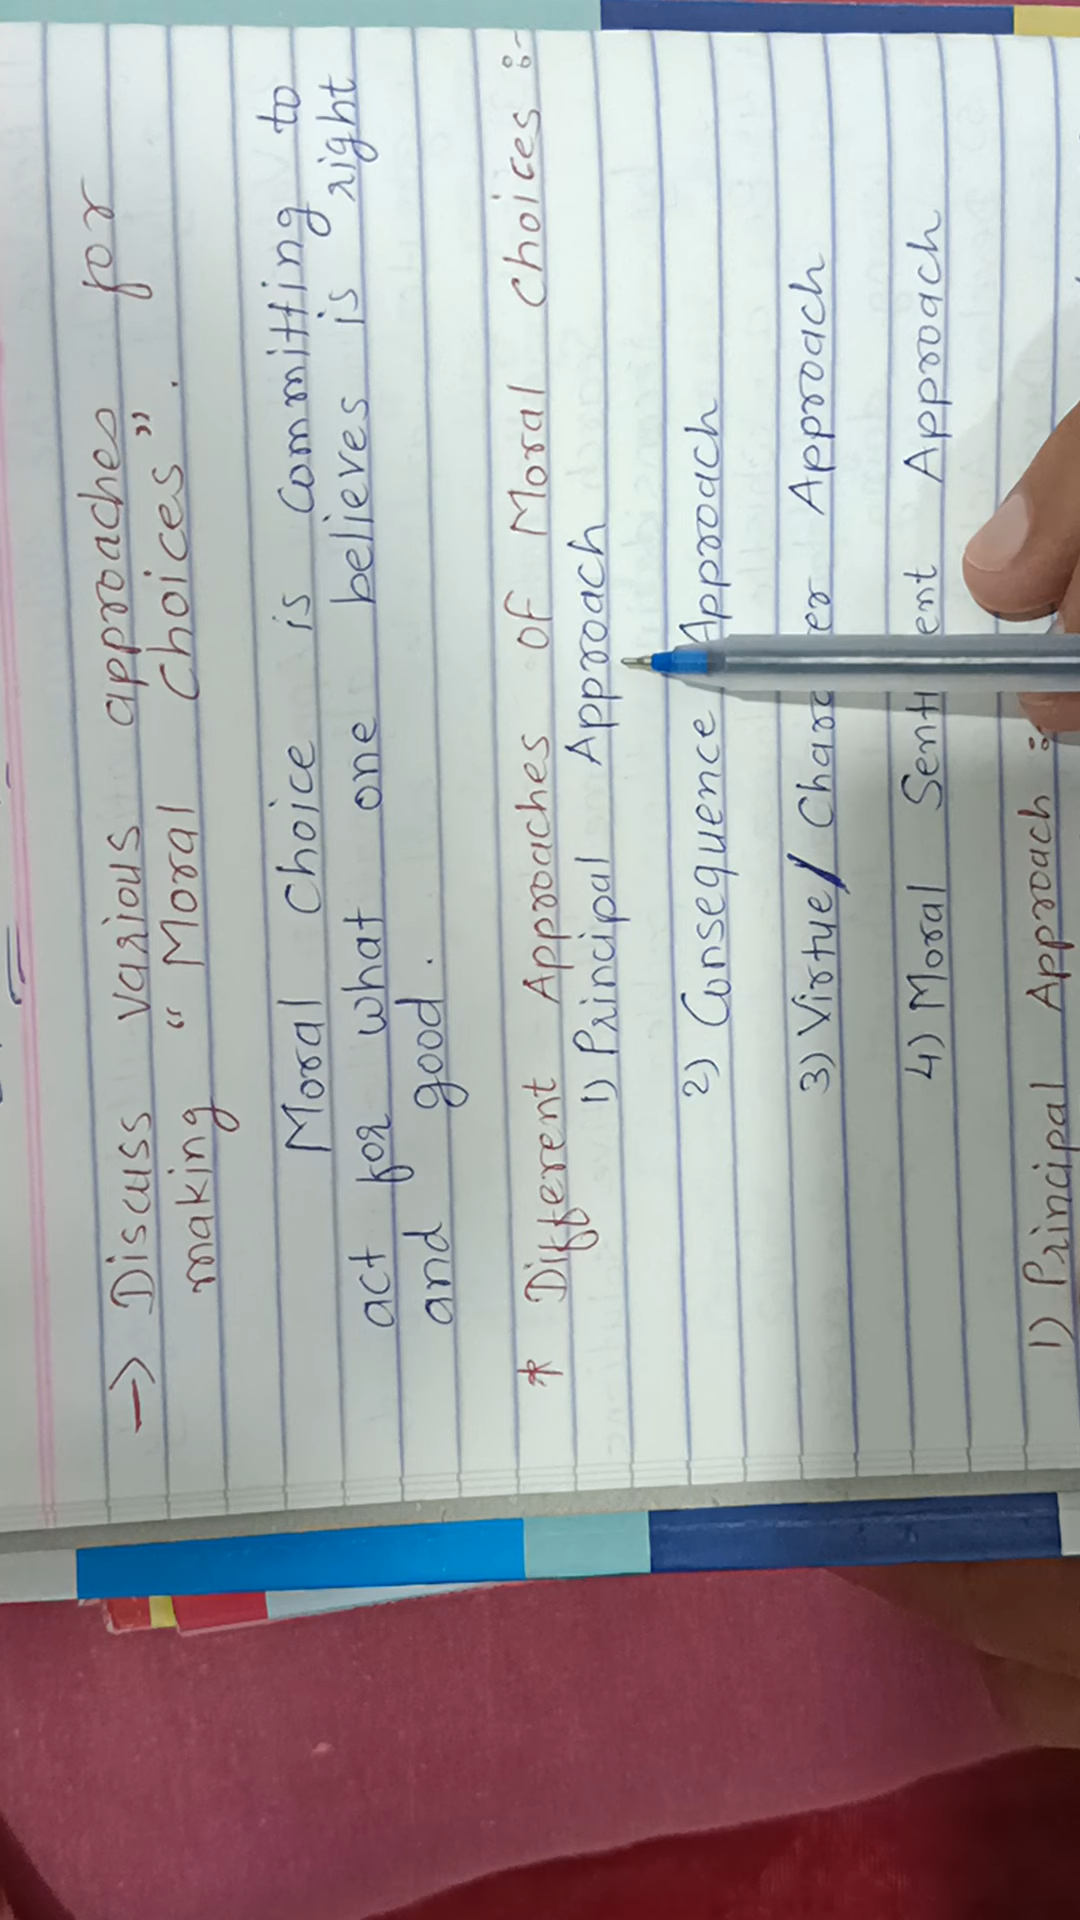 → Discuss various approaches for
making " Moral Choices ".
Moral Choice is Committing to
act for what one believes is right
and good.
* Different Approaches of Moral Choices :-
1) Principal Approach
2) Consequence Approach
3) Virtue/ Approach
4) Moral Approach
1) Principal Approach :